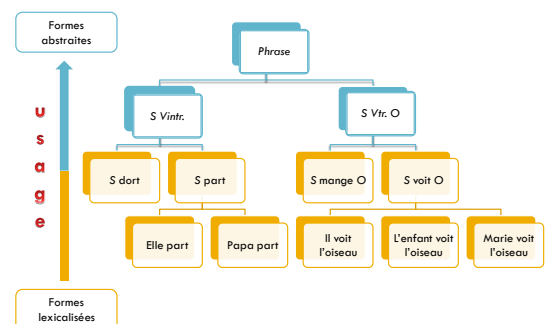 Formes
abstraites
Phrase
u
s
a
g
e
S Vintr.
S Vtr. O
S dort
S part
S mange O
S voit O
Elle part
Papa part
Il voit
l'oiseau
L'enfant voit
l'oiseau
Marie voit
l'oiseau
Formes
lexicalisées